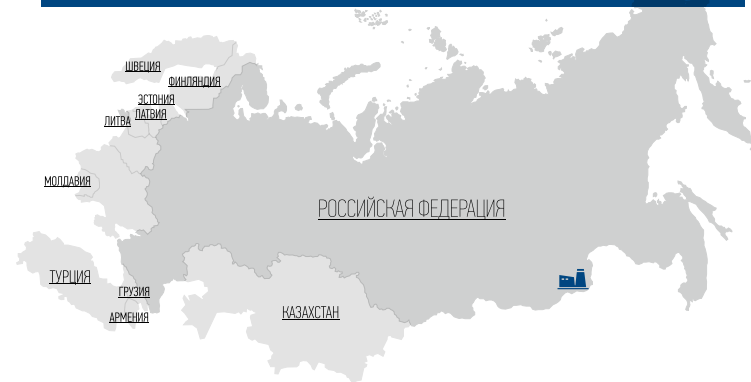 ШВЕЦИЯ
ФИНЛЯНДИЯ
ЭСТОНИЯ
ЛАТВИЯ
ЛИТВА
МОЛДАВИЯ
РОССИЙСКАЯ ФЕДЕРАЦИЯ
ТУРЦИЯ
ГРУЗИЯ
АРМЕНИЯ
КАЗАХСТАН